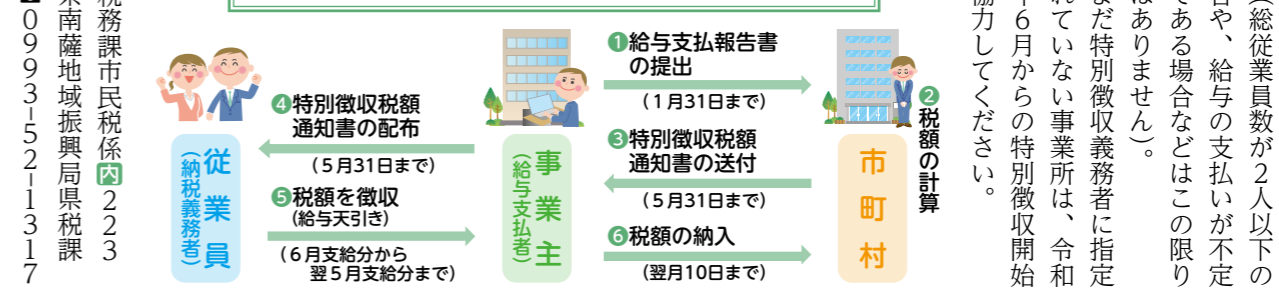 （総従業員数が２人以下の
や、給与の支払いが不定
である場合などはこの限り
はありません）。
だ特別徴収義務者に指定
れていない事業所は、令和
６月からの特別徴収開始
協力してください。
❶給与支払報告書
の提出
（１月31日まで）
❷税額の計算
❸特別徴収税額
通知書の送付
（５月31日まで）
❹特別徴収税額
通知書の配布
（５月31日まで）
❺税額を徴収
（給与天引き）
（６月支給分から
翌５月支給分まで）
❻税額の納入
（翌月10日まで）
従業員
（納税義務者）
事業主
（給与支払者）
市町村
税務課市民税係内２２３
南薩地域振興局県税課
０９９３‐５２‐１３１７